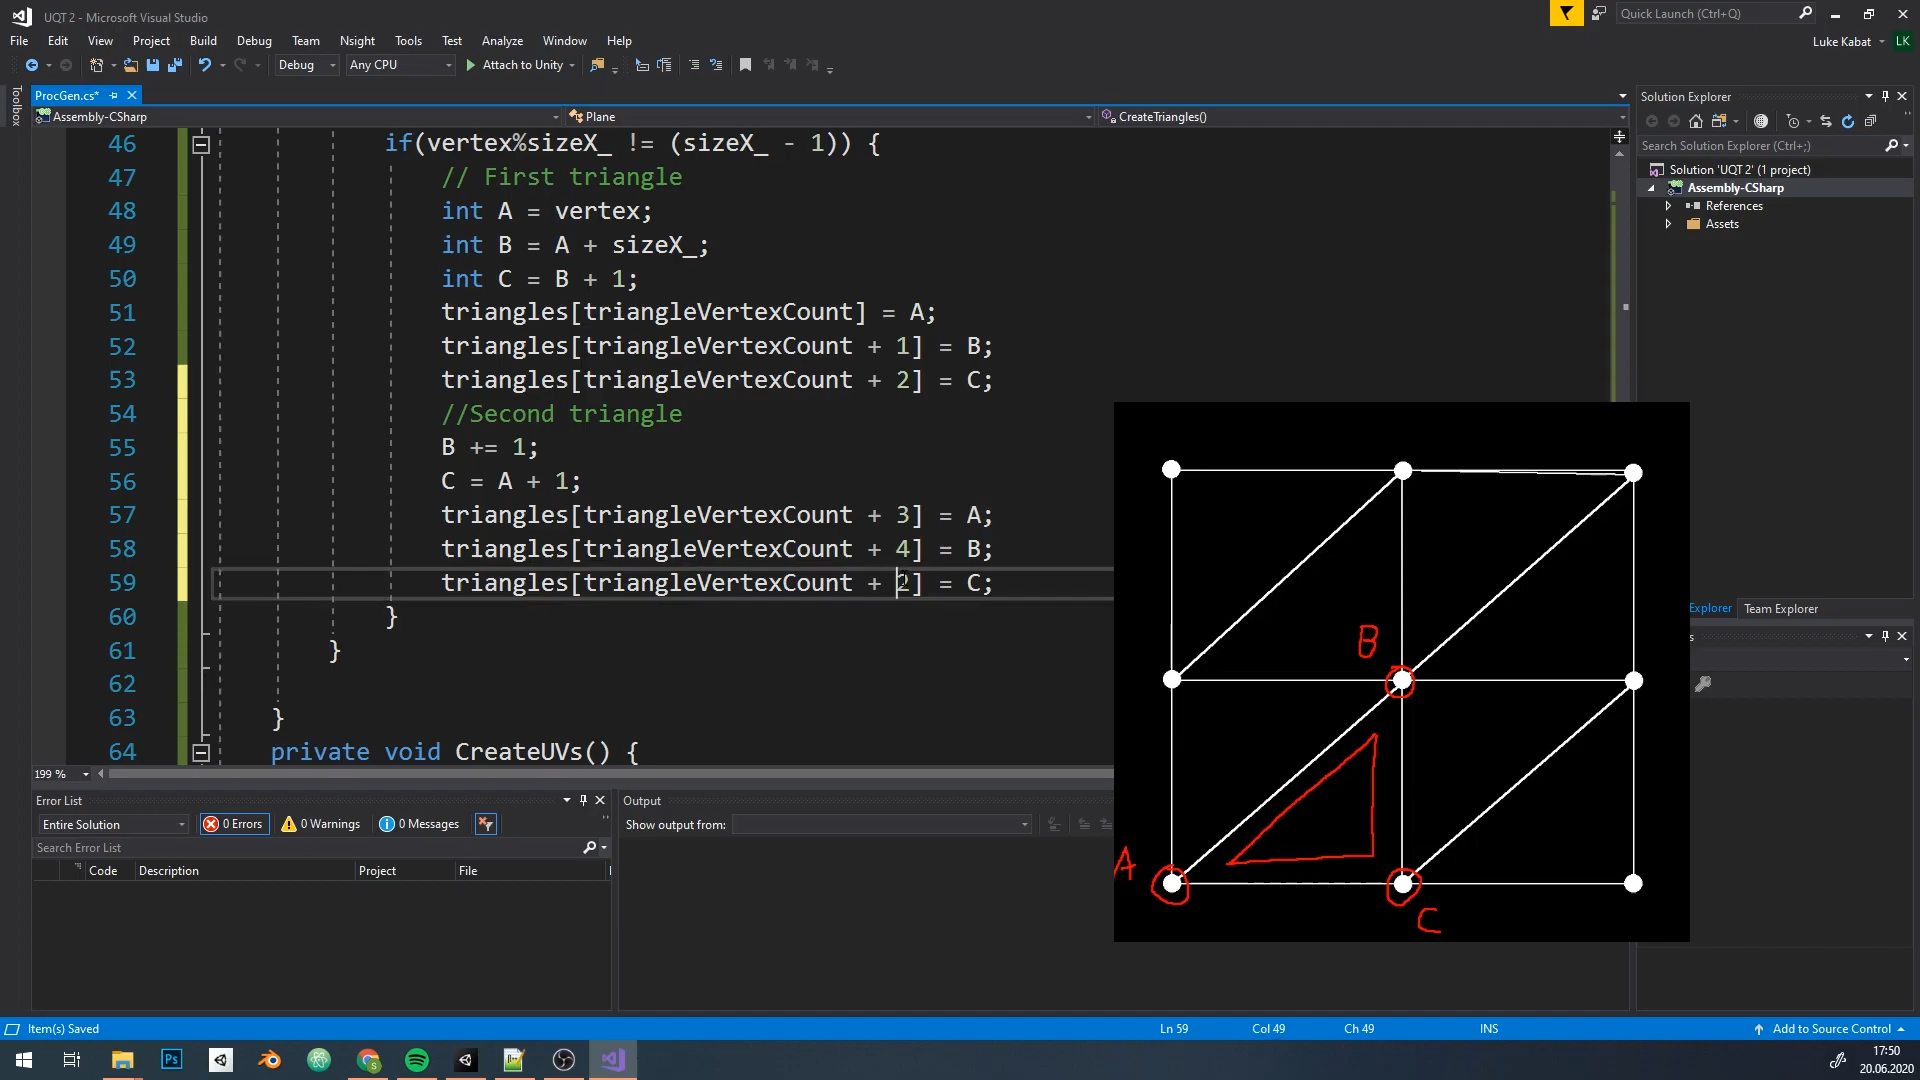 UQT 2 - Microsoft Visual Studio
Quick Launch (Ctrl+Q)
File Edit View Project Build Debug Team Nsight Tools Test Analyze Window Help
Luke Kabat LK
Debug Any CPU Attach to Unity
Toolbox
ProcGen.cs*
Assembly-CSharp Plane CreateTriangles()
46 if(vertex%sizeX_ != (sizeX_ - 1)) {
47 // First triangle
48 int A = vertex;
49 int B = A + sizeX_;
50 int C = B + 1;
51 triangles[triangleVertexCount] = A;
52 triangles[triangleVertexCount + 1] = B;
53 triangles[triangleVertexCount + 2] = C;
54 //Second triangle
55 B += 1;
56 C = A + 1;
57 triangles[triangleVertexCount + 3] = A;
58 triangles[triangleVertexCount + 4] = B;
59 triangles[triangleVertexCount + 2] = C;
60 }
61 }
62
63 }
64 private void CreateUVs() {
199 %
Solution Explorer
Search Solution Explorer (Ctrl+;)
Solution 'UQT 2' (1 project)
Assembly-CSharp
References
Assets
Explorer Team Explorer
s
B
A
C
Error List
Entire Solution 0 Errors 0 Warnings 0 Messages
Search Error List
Code Description Project File
Output
Show output from:
Item(s) Saved Ln 59 Col 49 Ch 49 INS Add to Source Control
Ps
17:50
20.06.2020